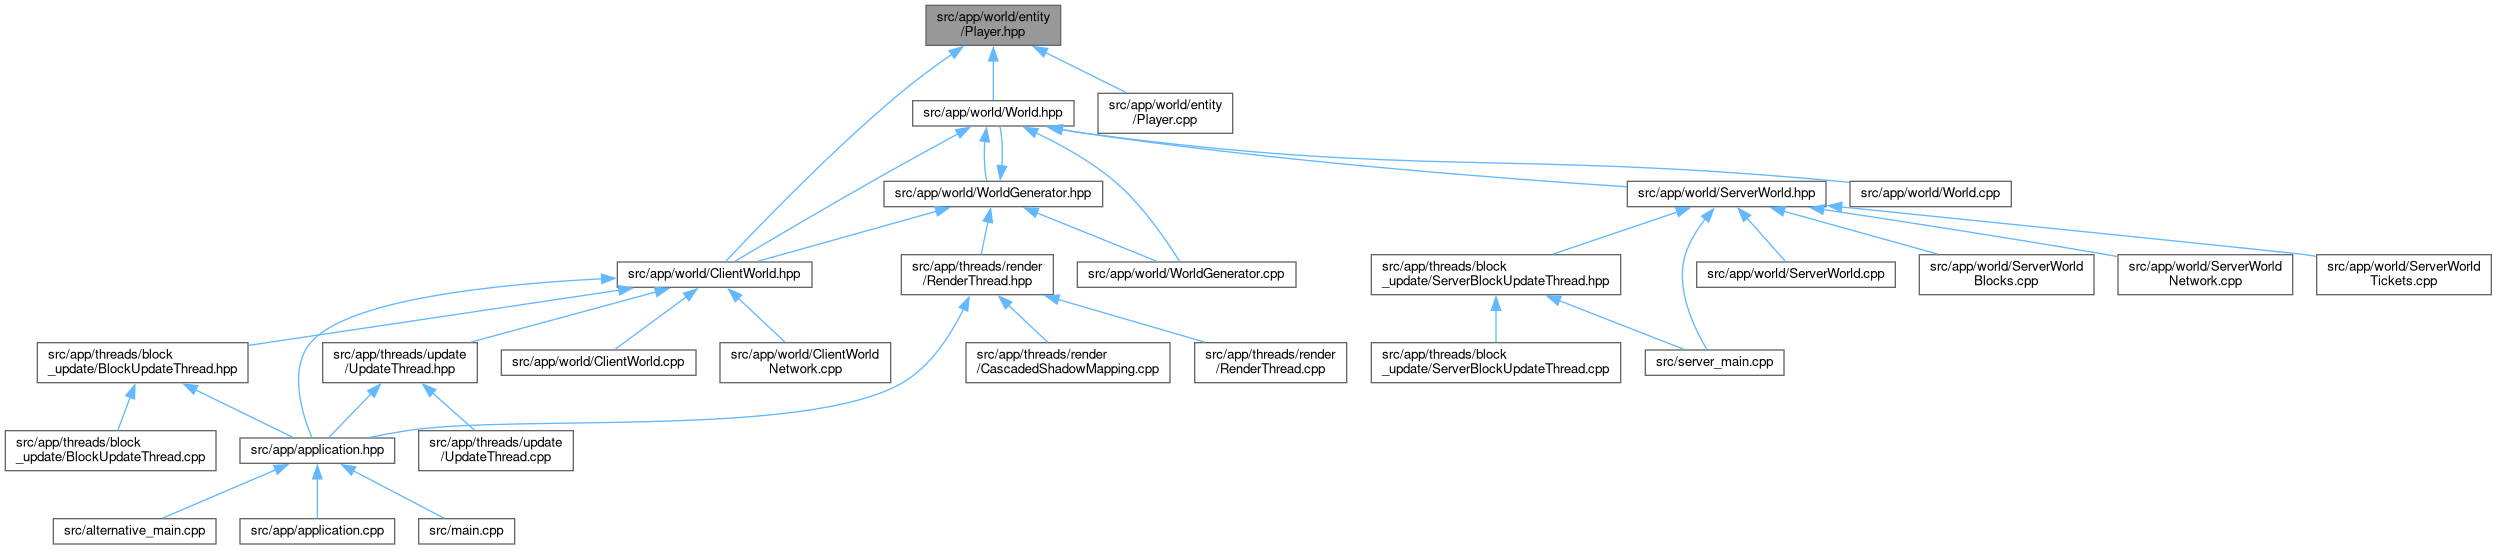 src/app/world/entity
/Player.hpp
src/app/world/World.hpp
src/app/world/entity
/Player.cpp
src/app/world/WorldGenerator.hpp
src/app/world/ServerWorld.hpp
src/app/world/World.cpp
src/app/world/ClientWorld.hpp
src/app/threads/render
/RenderThread.hpp
src/app/world/WorldGenerator.cpp
src/app/threads/block
_update/ServerBlockUpdateThread.hpp
src/app/world/ServerWorld.cpp
src/app/world/ServerWorld
Blocks.cpp
src/app/world/ServerWorld
Network.cpp
src/app/world/ServerWorld
Tickets.cpp
src/app/threads/block
_update/BlockUpdateThread.hpp
src/app/threads/update
/UpdateThread.hpp
src/app/world/ClientWorld.cpp
src/app/world/ClientWorld
Network.cpp
src/app/threads/render
/CascadedShadowMapping.cpp
src/app/threads/render
/RenderThread.cpp
src/app/threads/block
_update/ServerBlockUpdateThread.cpp
src/server_main.cpp
src/app/threads/block
_update/BlockUpdateThread.cpp
src/app/application.hpp
src/app/threads/update
/UpdateThread.cpp
src/alternative_main.cpp
src/app/application.cpp
src/main.cpp